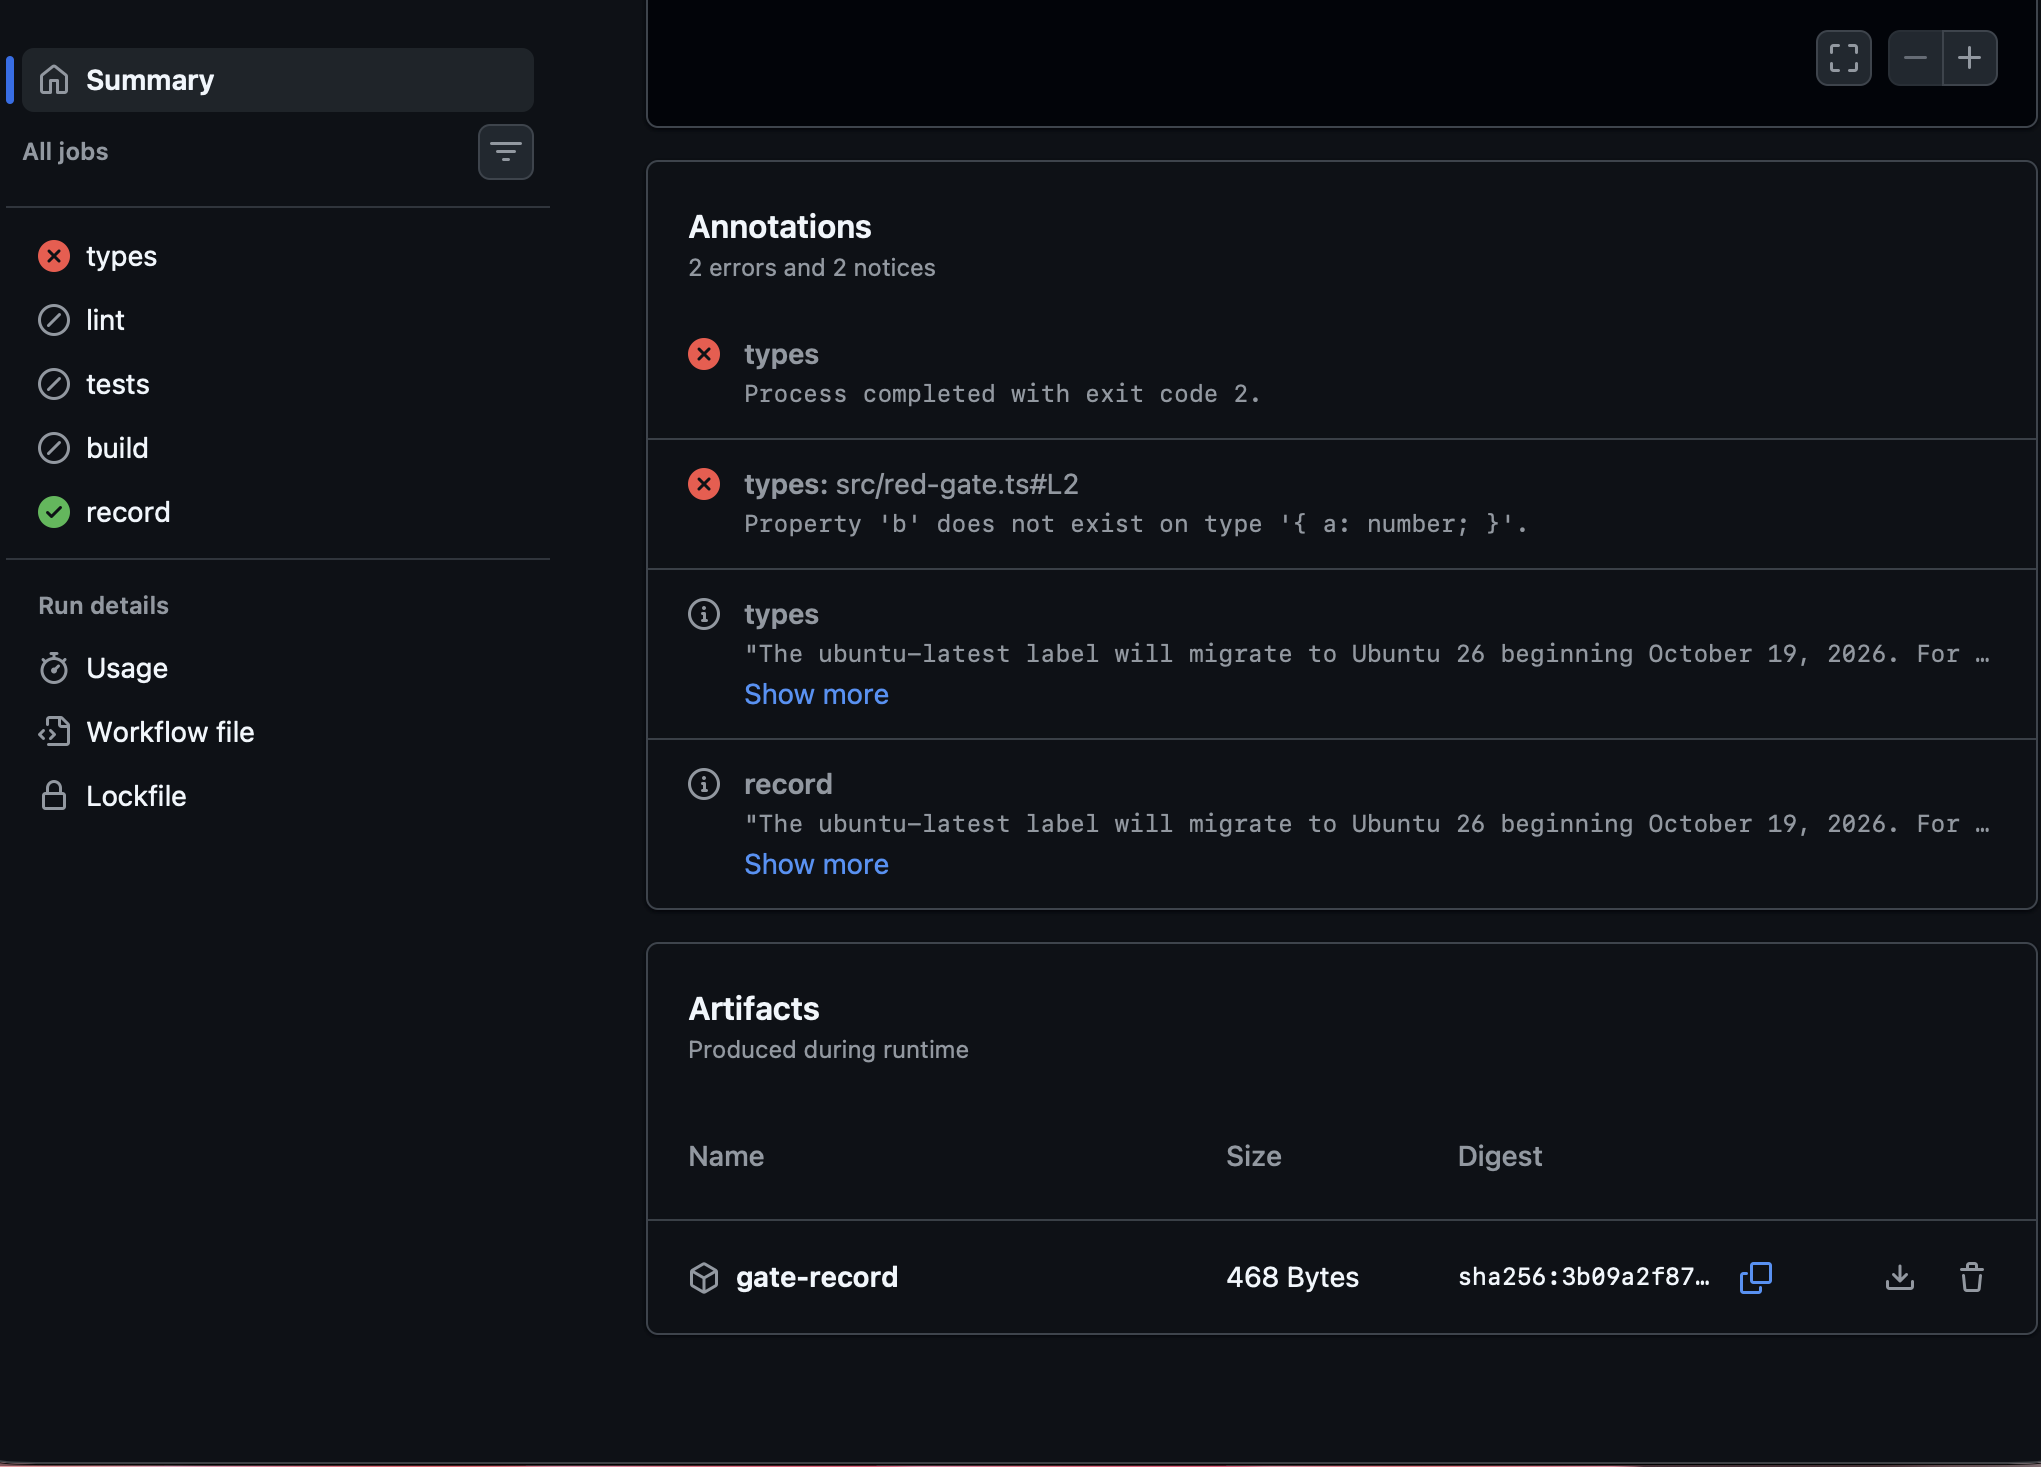 Summary
All jobs
types
lint
tests
build
record
Run details
Usage
Workflow file
Lockfile
Annotations
2 errors and 2 notices
types
Process completed with exit code 2.
types: src/red-gate.ts#L2
Property 'b' does not exist on type '{ a: number; }'.
types
"The ubuntu-latest label will migrate to Ubuntu 26 beginning October 19, 2026. For …
Show more
record
"The ubuntu-latest label will migrate to Ubuntu 26 beginning October 19, 2026. For …
Show more
Artifacts
Produced during runtime
Name Size Digest
gate-record 468 Bytes sha256:3b09a2f87…